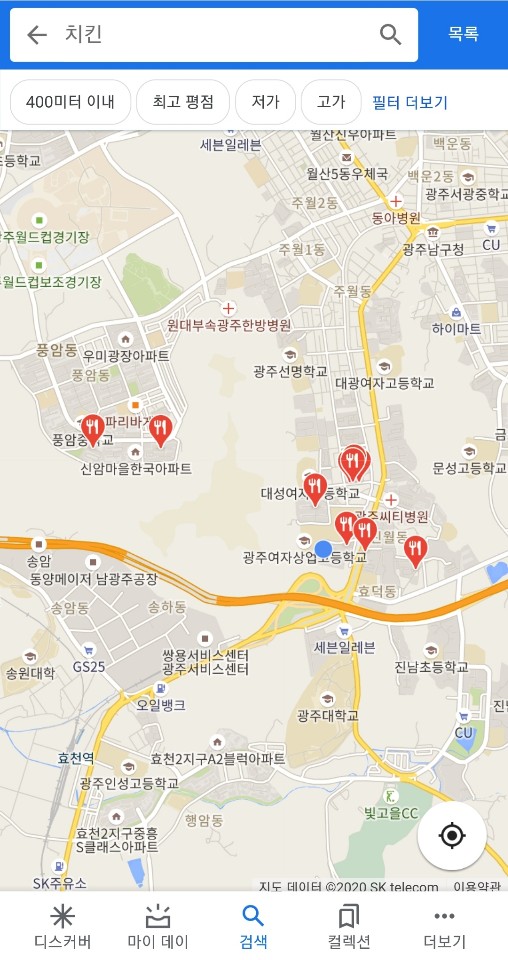 치킨
목록
400미터 이내
최고 평점
저가
고가
필터 더보기
세븐일레븐
월산신우아파트
백운동
초등학교
월산5동우체국
백운2동
광주서광중학교
주월2동
동아병원
광주월드컵경기장
주월1동
광주남구청
CU
광주월드컵보조경기장
주월동
원대부속광주한방병원
하이마트
풍암동
우미광장아파트
풍암동
광주선명학교
대광여자고등학교
파리바게
풍암중학교
금
신암마을한국아파트
문성고등학교
대성여자고등학교
광주씨티병원
진월동
송암
광주여자상업고등학교
동양메이저 남광주공장
효덕동
송암동
송하동
쌍용서비스센터
광주서비스센터
세븐일레븐
송원대학
GS25
진남초등학교
오일뱅크
광주대학교
진
CU
효천역
효천2지구A2블럭아파트
광주인성고등학교
빛고을CC
효천2지구중흥
S클래스아파트
행암동
SK주유소
지도 데이터 ©2020 SK telecom
이용약관
디스커버
마이 데이
검색
컬렉션
더보기